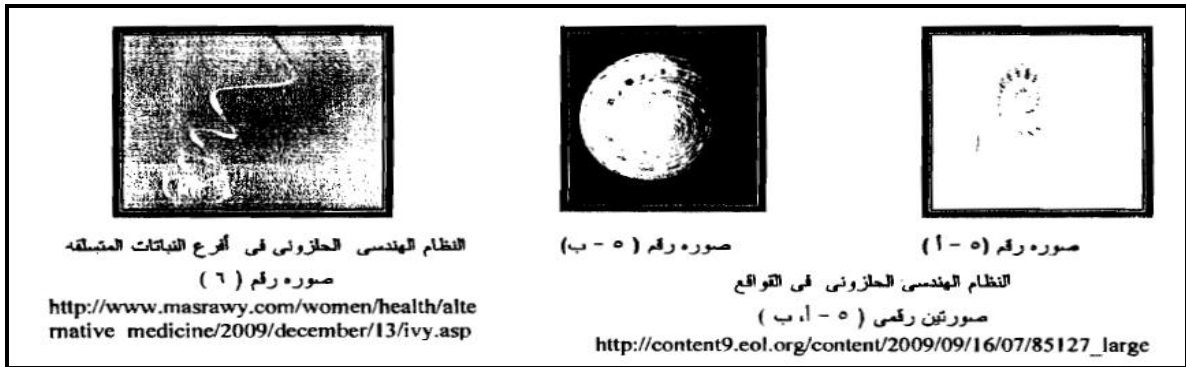 صوره رقم (٥ - أ)
صوره رقم (٥ - ب)
النظام الهندسى الحلزونى فى القواقع
صورتين رقمى (٥ - أ، ب)
http://content9.eol.org/content/2009/09/16/07/85127_large
النظام الهندسى الحلزونى فى أفرع النباتات المتسلقه
صوره رقم (٦)
http://www.masrawy.com/women/health/alte
rnative medicine/2009/december/13/ivy.asp